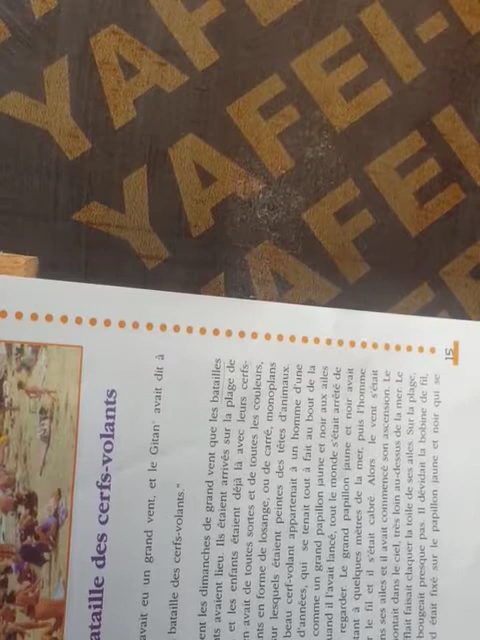 YAFEI
YAFEI-
YAFEI
YAFEI
ataille des cerfs-volants
avait eu un grand vent, et le Gitan° avait dit à
bataille des cerfs-volants."
ent les dimanches de grand vent que les batailles
nts avaient lieu. Ils étaient arrivés sur la plage de
et les enfants étaient déjà là avec leurs cerfs-
n avait de toutes sortes et de toutes les couleurs,
nts en forme de losange, ou de carré, monoplans
ur lesquels étaient peintes des têtes d'animaux.
beau cerf-volant appartenait à un homme d'une
d'années, qui se tenait tout à fait au bout de la
omme un grand papillon jaune et noir aux ailes
uand il l'avait lancé, tout le monde s'était arrêté de
regarder. Le grand papillon jaune et noir avait
tant à quelques mètres de la mer, puis l'homme
le fil et il s'était cabré. Alors le vent s'était
ns ses ailes et il avait commencé son ascension. Le
ontait dans le ciel, très loin au-dessus de la mer. Le
nait faisait claquer la toile de ses ailes. Sur la plage,
bougeait presque pas. Il dévidait la bobine de fil,
était fixé sur le papillon jaune et noir qui se
15